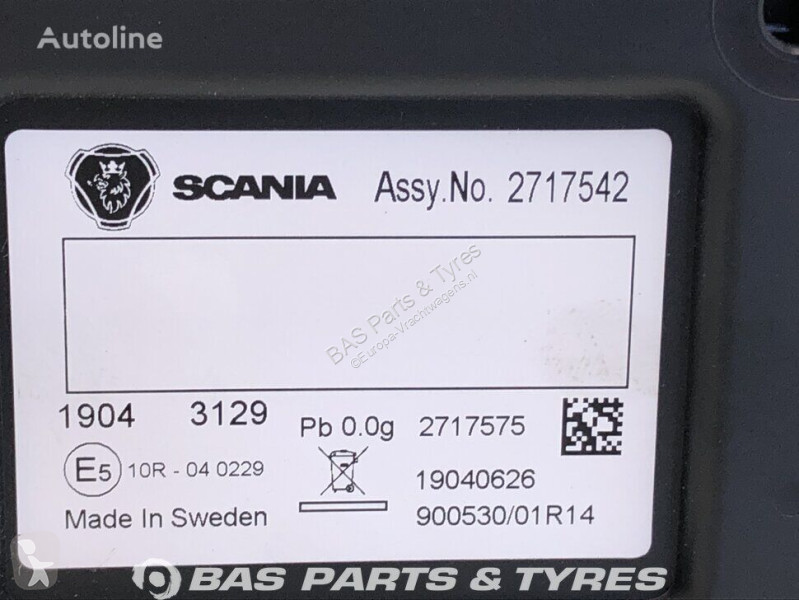 Autoline
SCANIA Assy.No. 2717542
BAS Parts & Tyres
©Europa-Vrachtwagens.nl
1904 3129 Pb 0.0g 2717575
E5 10R - 04 0229 19040626
Made In Sweden 900530/01R14
BAS PARTS & TYRES